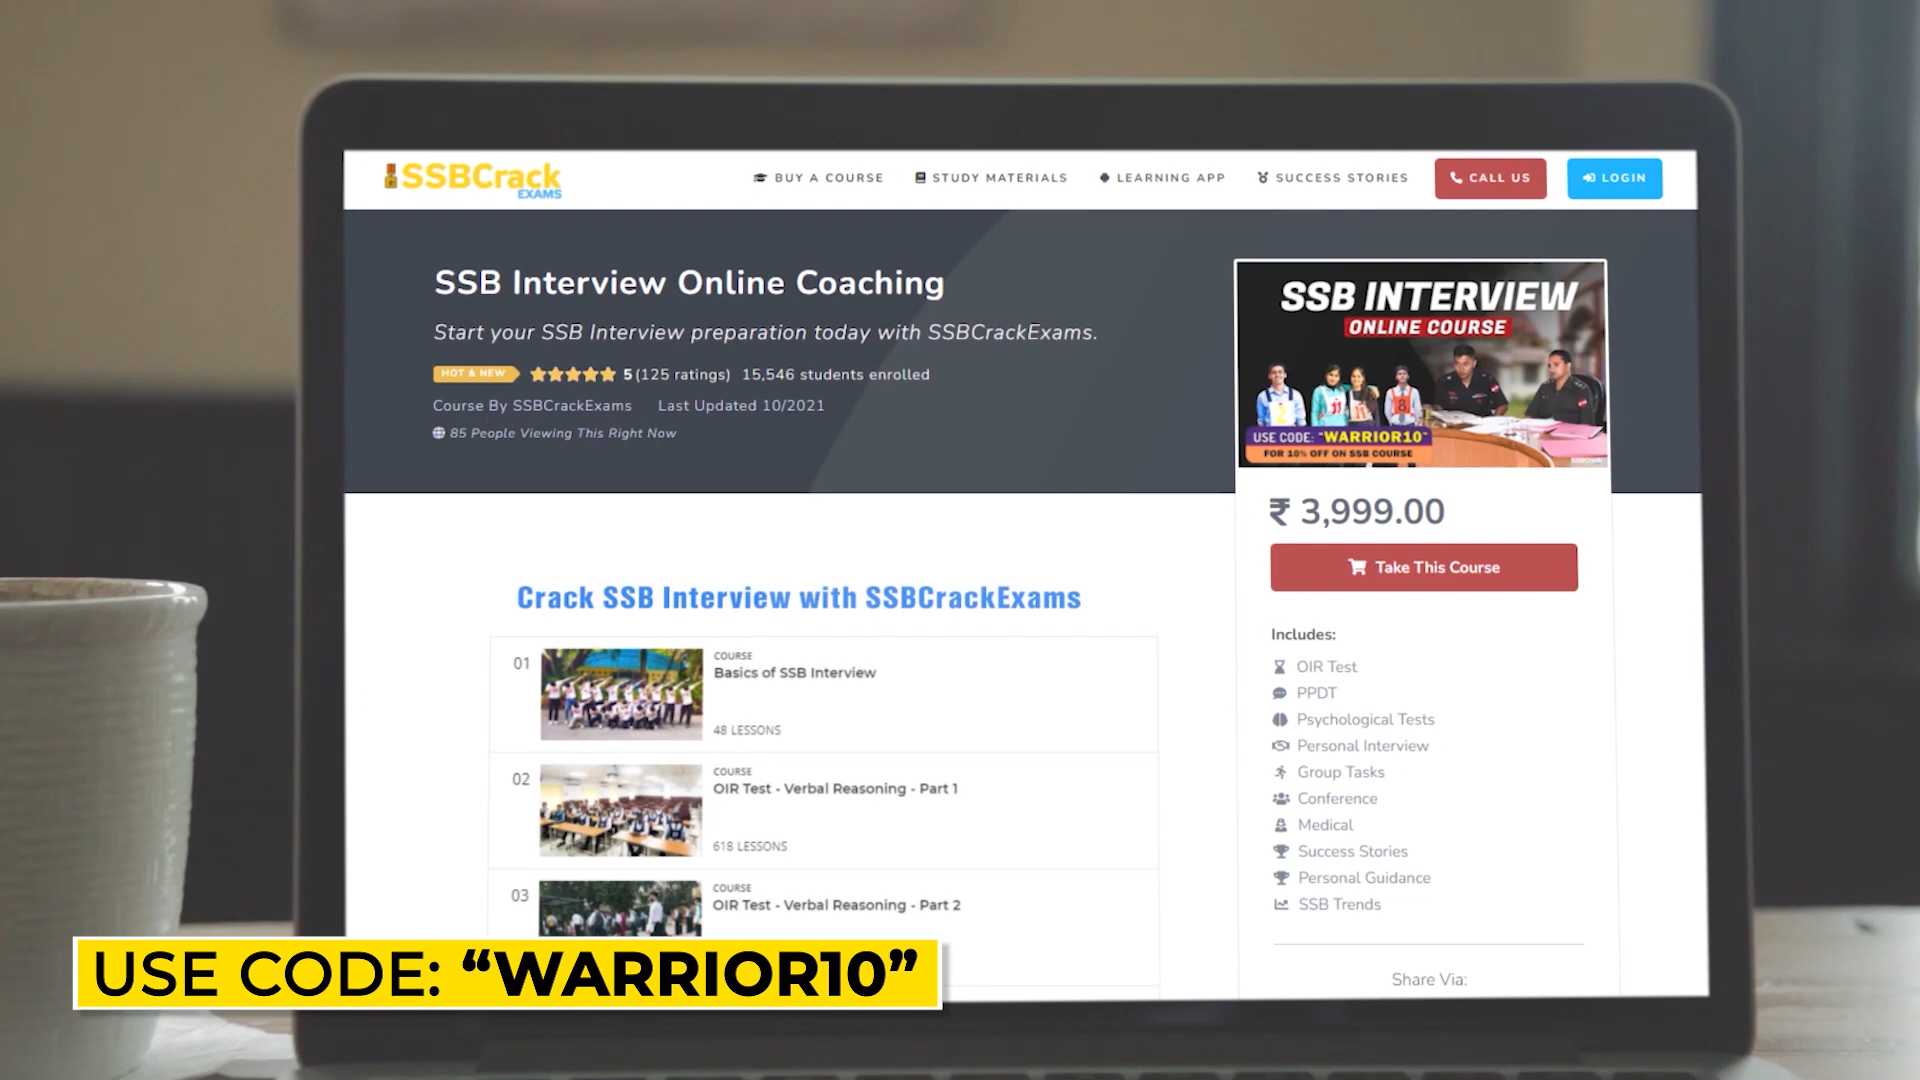 SSBCrack
EXAMS
BUY A COURSE
STUDY MATERIALS
LEARNING APP
SUCCESS STORIES
CALL US
LOGIN
SSB Interview Online Coaching
Start your SSB Interview preparation today with SSBCrackExams.
HOT & NEW
5 (125 ratings) 15,546 students enrolled
Course By SSBCrackExams Last Updated 10/2021
85 People Viewing This Right Now
SSB INTERVIEW
ONLINE COURSE
2
11
11
8
USE CODE: "WARRIOR10"
FOR 10% OFF ON SSB COURSE
₹ 3,999.00
Take This Course
Includes:
OIR Test
PPDT
Psychological Tests
Personal Interview
Group Tasks
Conference
Medical
Success Stories
Personal Guidance
SSB Trends
Share Via:
Crack SSB Interview with SSBCrackExams
01
COURSE
Basics of SSB Interview
48 LESSONS
02
COURSE
OIR Test - Verbal Reasoning - Part 1
618 LESSONS
03
COURSE
OIR Test - Verbal Reasoning - Part 2
USE CODE: “WARRIOR10”